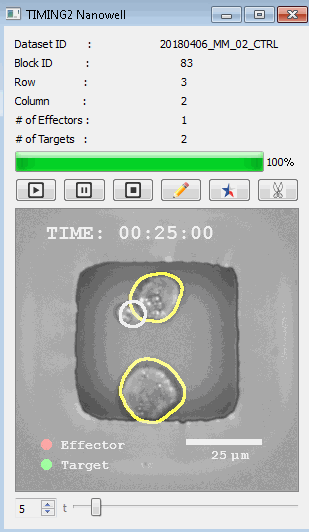 TIMING2 Nanowell
Dataset ID : 20180406_MM_02_CTRL
Block ID : 83
Row : 3
Column : 2
# of Effectors : 1
# of Targets : 2
100%
TIME: 00:25:00
Effector
25 μm
Target
5 t